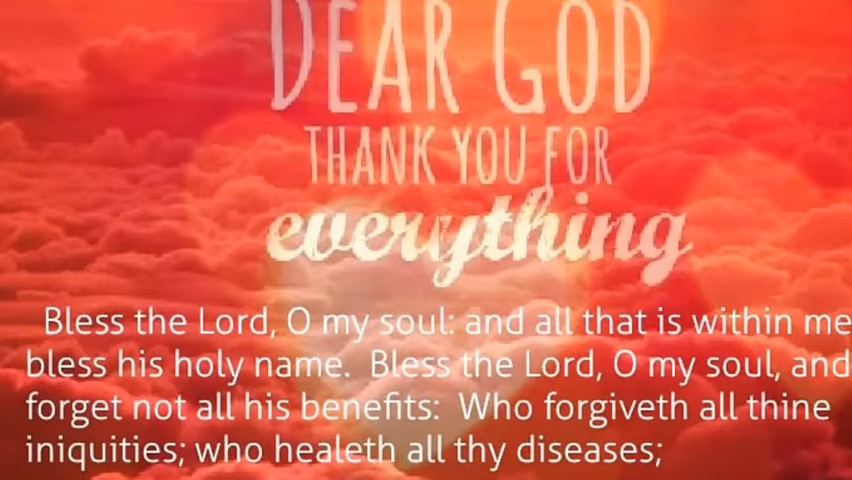 DEAR GOD
THANK YOU FOR
everything
Bless the Lord, O my soul: and all that is within me
bless his holy name.  Bless the Lord, O my soul, and
forget not all his benefits:  Who forgiveth all thine
iniquities; who healeth all thy diseases;